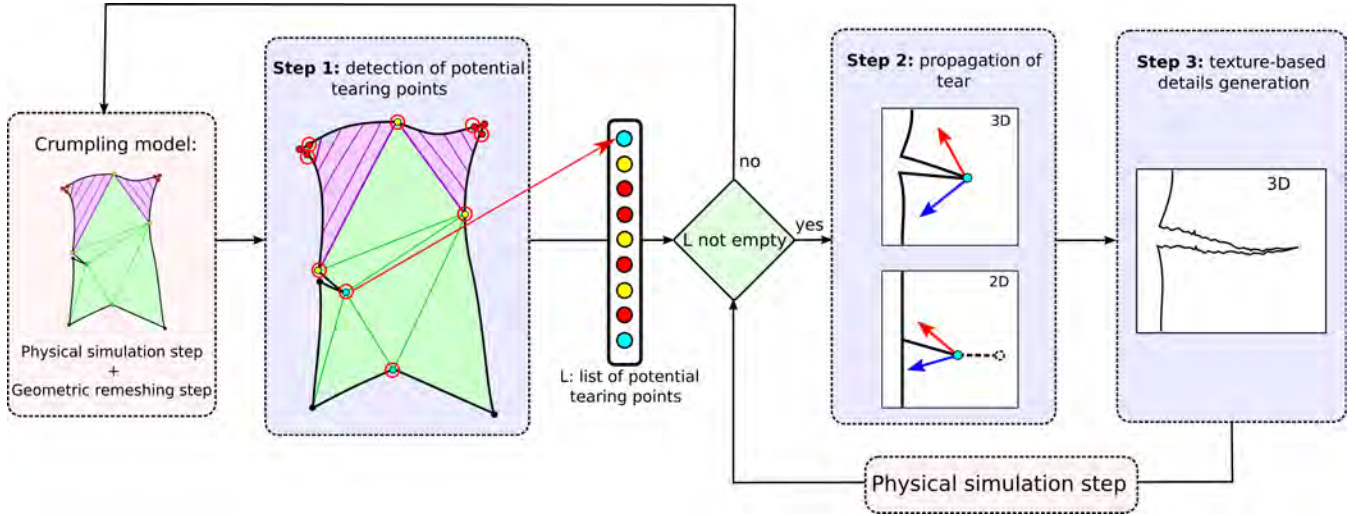 Crumpling model:
Physical simulation step
+
Geometric remeshing step
Step 1: detection of potential
tearing points
L: list of potential
tearing points
no
L not empty
yes
Step 2: propagation of
tear
3D
2D
Step 3: texture-based
details generation
3D
Physical simulation step